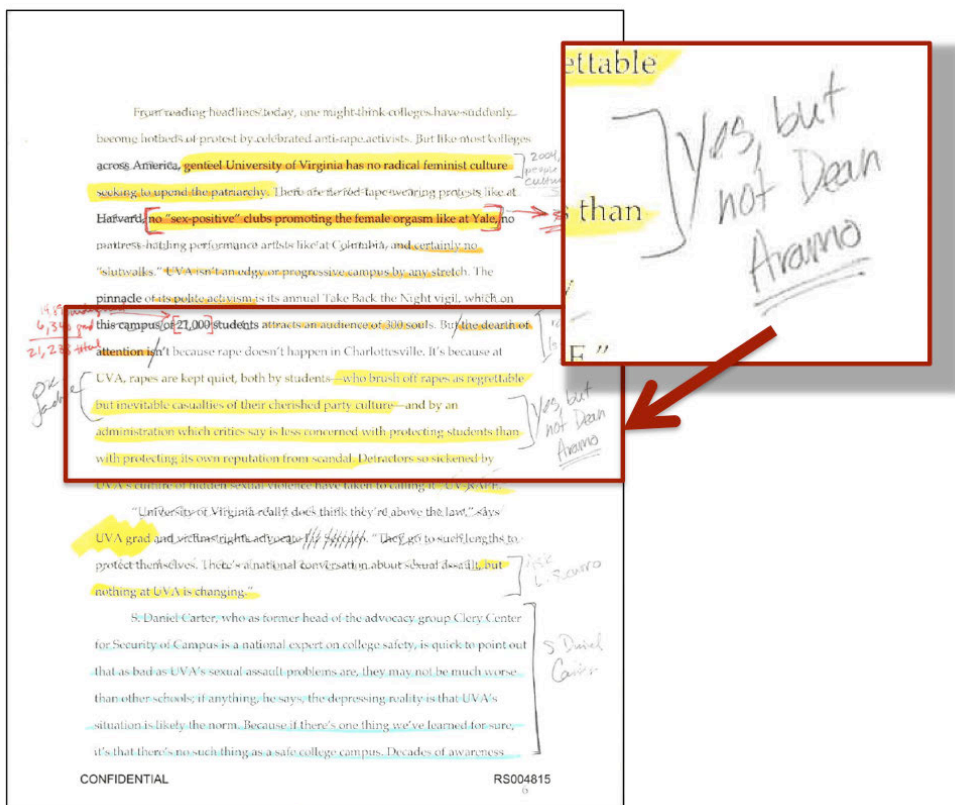 From reading headlines today, one might think colleges have suddenly
become hotbeds of protest by celebrated anti-rape activists. But like most colleges
across America, genteel University of Virginia has no radical feminist culture
seeking to upend the patriarchy. There are no red-tape-wearing protests like at
Harvard, no "sex-positive" clubs promoting the female orgasm like at Yale, no
mattress-hauling performance artists like at Columbia, and certainly no
"slutwalks." UVA isn't an edgy or progressive campus by any stretch. The
pinnacle of its polite activism is its annual Take Back the Night vigil, which on
this campus of 21,000 students attracts an audience of 300 souls. But the dearth of
attention isn't because rape doesn't happen in Charlottesville. It's because at
UVA, rapes are kept quiet, both by students—who brush off rapes as regrettable
but inevitable casualties of their cherished party culture—and by an
administration which critics say is less concerned with protecting students than
with protecting its own reputation from scandal. Detractors so sickened by
UVA's culture of hidden sexual violence have taken to calling it "UV-RAPE."
"University of Virginia really does think they're above the law," says
UVA grad and victims rights advocate Liz Seccuro. "They go to such lengths to
protect themselves. There's a national conversation about sexual assault, but
nothing at UVA is changing."
S. Daniel Carter, who as former head of the advocacy group Clery Center
for Security of Campus is a national expert on college safety, is quick to point out
that as bad as UVA's sexual assault problems are, they may not be much worse
than other schools; if anything, he says, the depressing reality is that UVA's
situation is likely the norm. Because if there's one thing we've learned for sure,
it's that there's no such thing as a safe college campus. Decades of awareness
CONFIDENTIAL RS004815
6
21,238 total
Yes, but
not Dean
Aramo
L. Seccuro
S Daniel
Carter
ettable
than
Yes, but
not Dean
Aramo